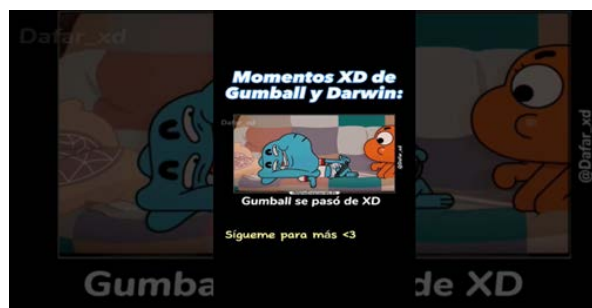 Dafar_xd
Momentos XD de
Gumball y Darwin:
Dafar_xd
@Dafar_xd
Gumball se pasó de XD
Sígueme para más <3
@Dafar_xd
Gumba
de XD